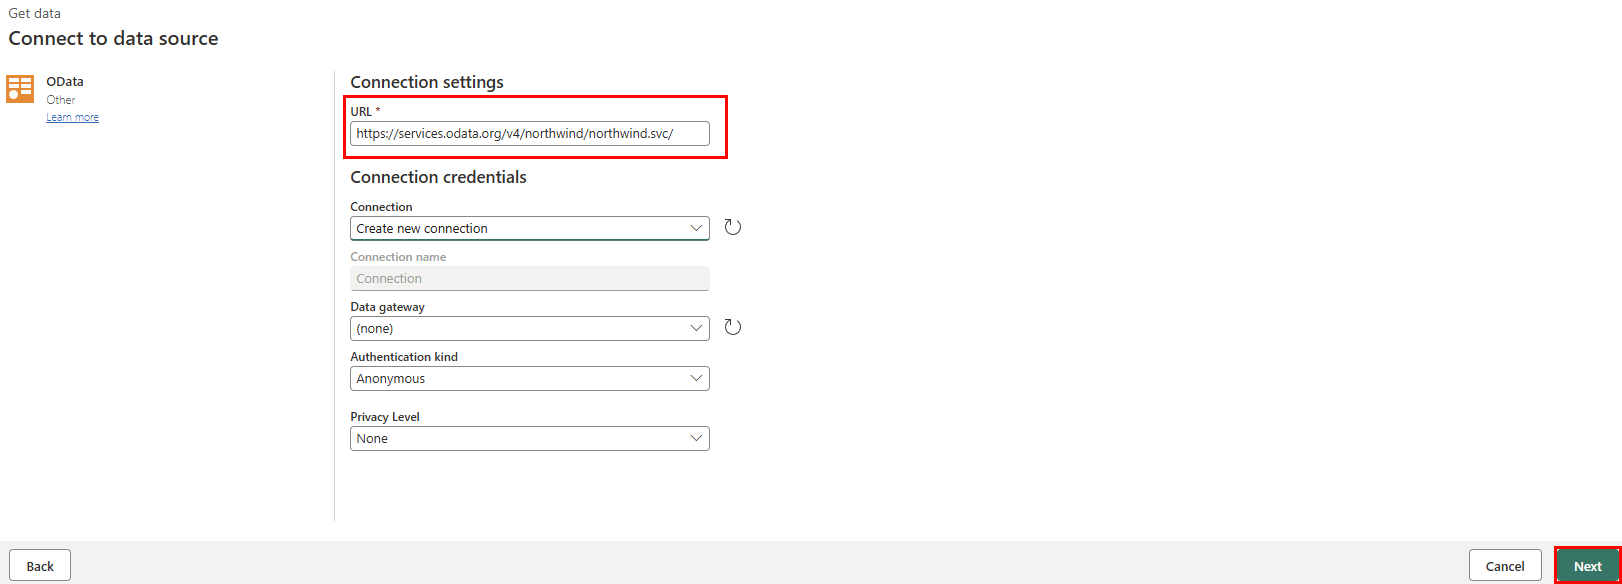 Get data
Connect to data source
OData
Other
Learn more
Connection settings
URL *
https://services.odata.org/v4/northwind/northwind.svc/
Connection credentials
Connection
Create new connection
Connection name
Connection
Data gateway
(none)
Authentication kind
Anonymous
Privacy Level
None
Back
Cancel
Next